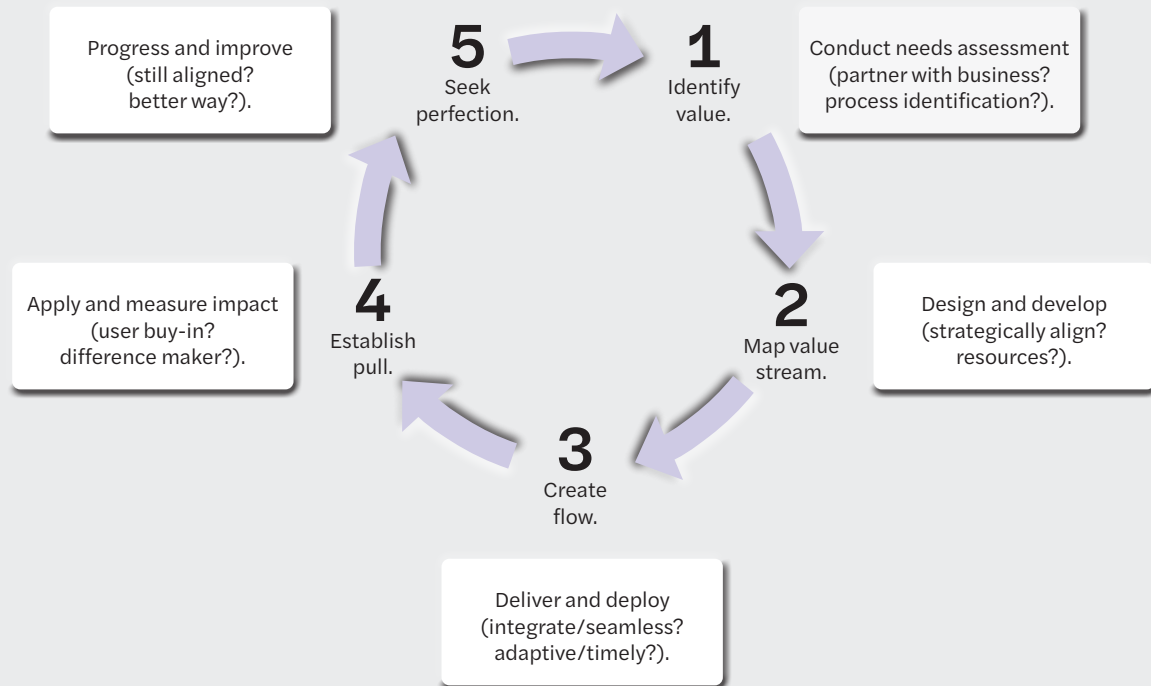 Progress and improve
(still aligned?
better way?).
5
Seek
perfection.
1
Identify
value.
Conduct needs assessment
(partner with business?
process identification?).
Apply and measure impact
(user buy-in?
difference maker?).
4
Establish
pull.
2
Map value
stream.
Design and develop
(strategically align?
resources?).
3
Create
flow.
Deliver and deploy
(integrate/seamless?
adaptive/timely?).